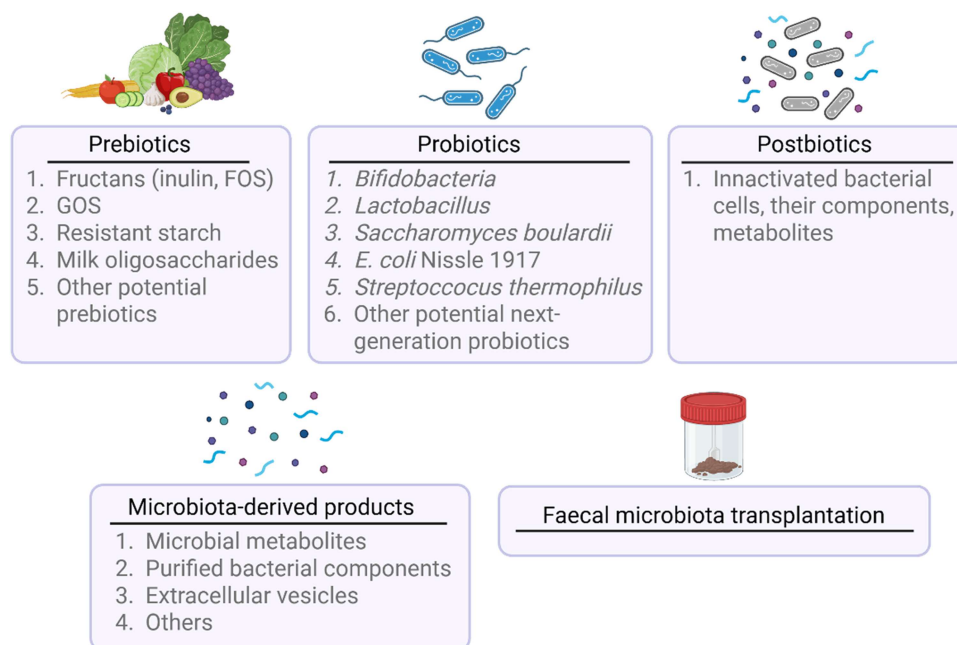 Prebiotics
1. Fructans (inulin, FOS)
2. GOS
3. Resistant starch
4. Milk oligosaccharides
5. Other potential
prebiotics
Probiotics
1. Bifidobacteria
2. Lactobacillus
3. Saccharomyces boulardii
4. E. coli Nissle 1917
5. Streptoccocus thermophilus
6. Other potential next-
generation probiotics
Postbiotics
1. Innactivated bacterial
cells, their components,
metabolites
Microbiota-derived products
1. Microbial metabolites
2. Purified bacterial components
3. Extracellular vesicles
4. Others
Faecal microbiota transplantation